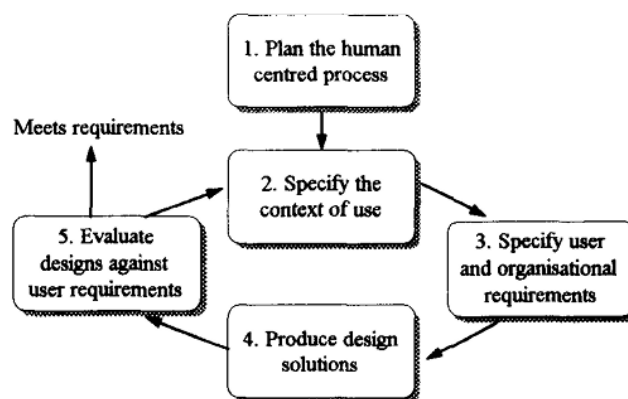 1. Plan the human
centred process
Meets requirements
2. Specify the
context of use
3. Specify user
and organisational
requirements
4. Produce design
solutions
5. Evaluate
designs against
user requirements